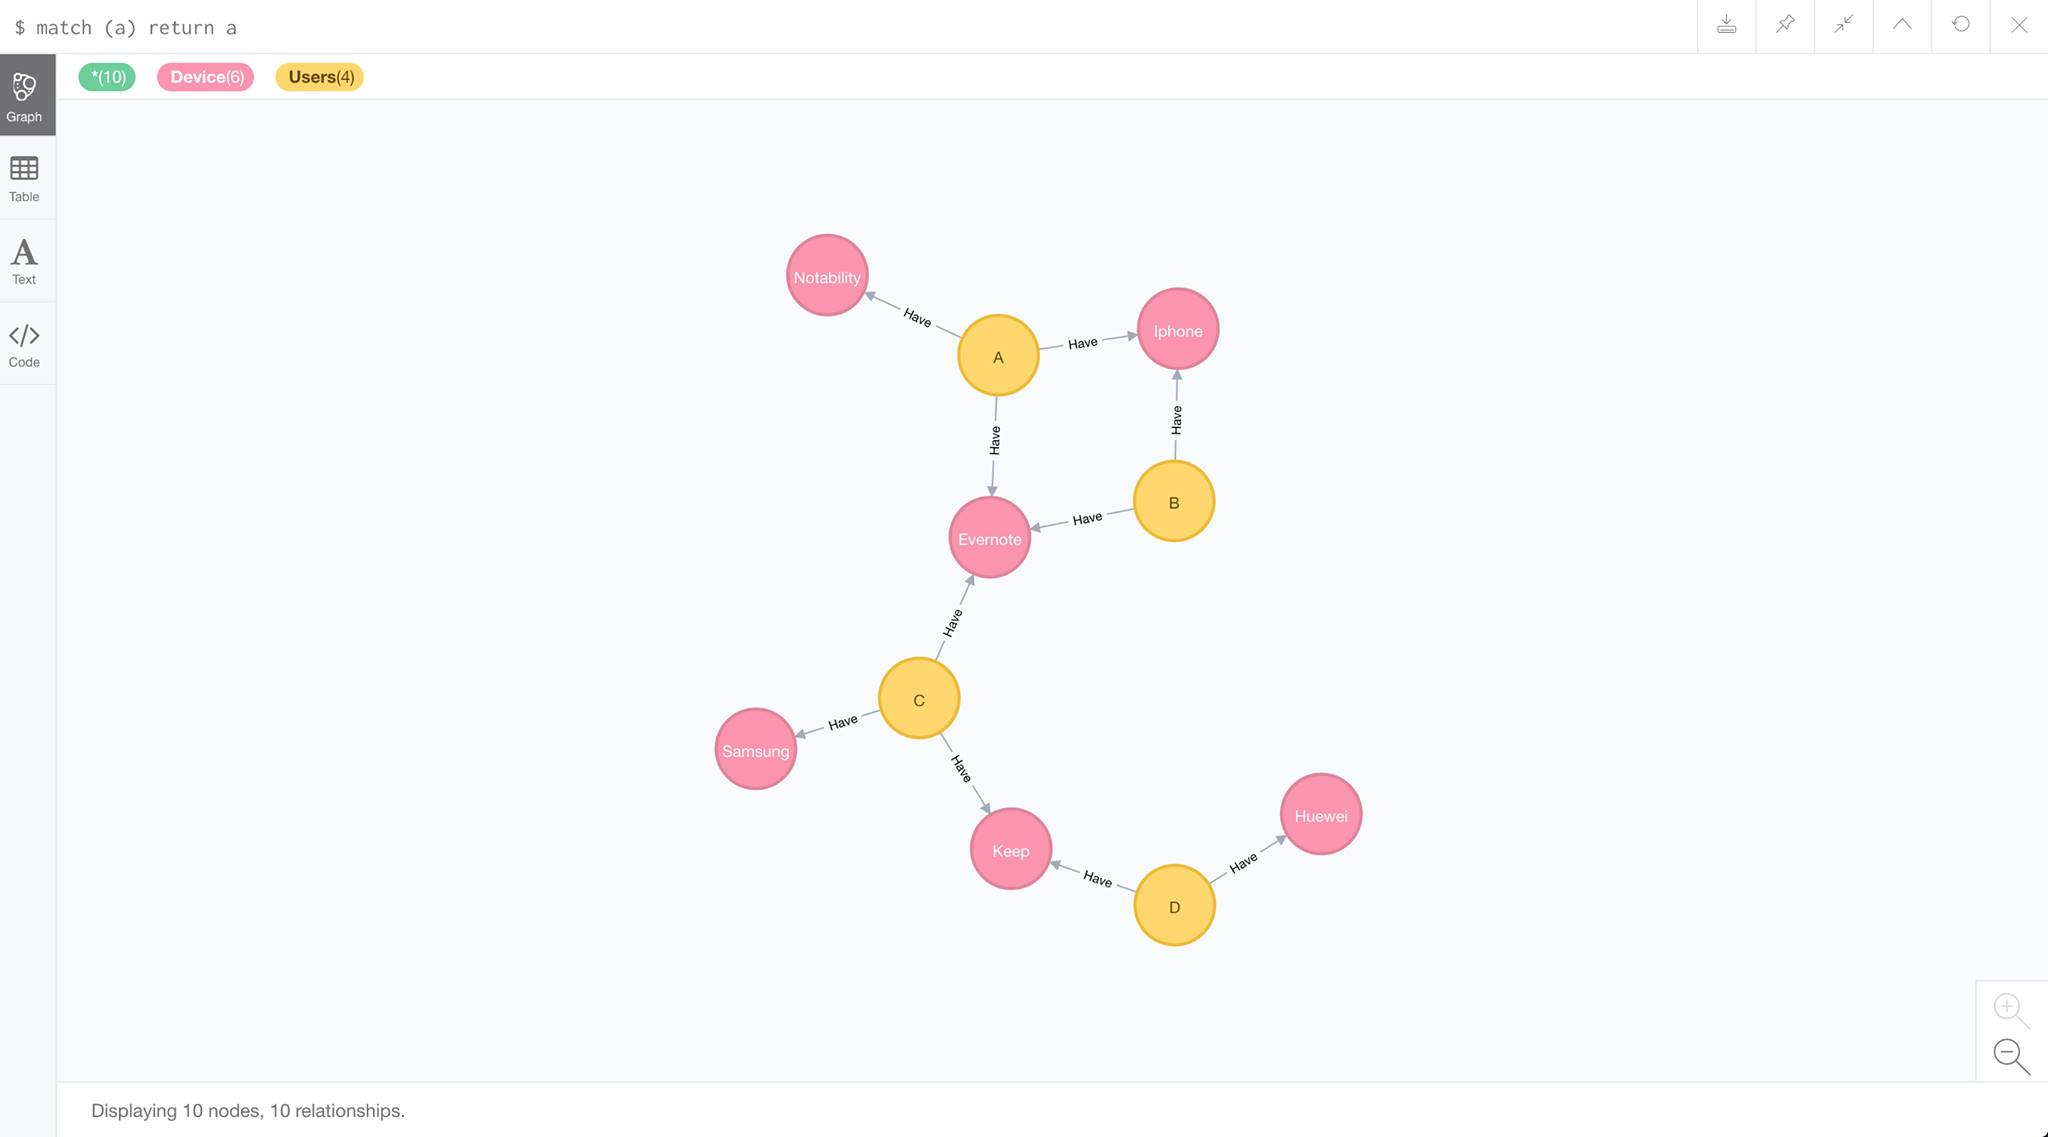 $ match (a) return a
*(10) Device(6) Users(4)
Graph
Table
Text
Code
Notability
Have
A
Have
Iphone
Have
Have
B
Have
Evernote
Have
C
Have
Samsung
Have
Keep
Have
D
Have
Huewei
Displaying 10 nodes, 10 relationships.